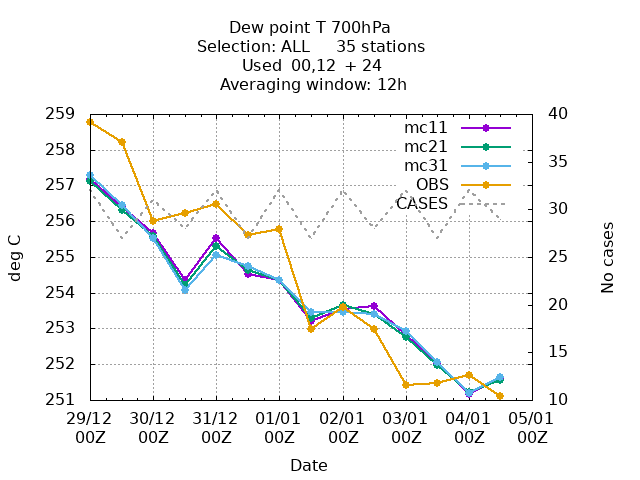 Dew point T 700hPa
Selection: ALL 35 stations
Used 00,12 + 24
Averaging window: 12h
259
258
257
256
255
254
253
252
251
deg C
40
35
30
25
20
15
10
No cases
mc11
mc21
mc31
OBS
CASES
29/12 30/12 31/12 01/01 02/01 03/01 04/01 05/01
00Z 00Z 00Z 00Z 00Z 00Z 00Z 00Z
Date